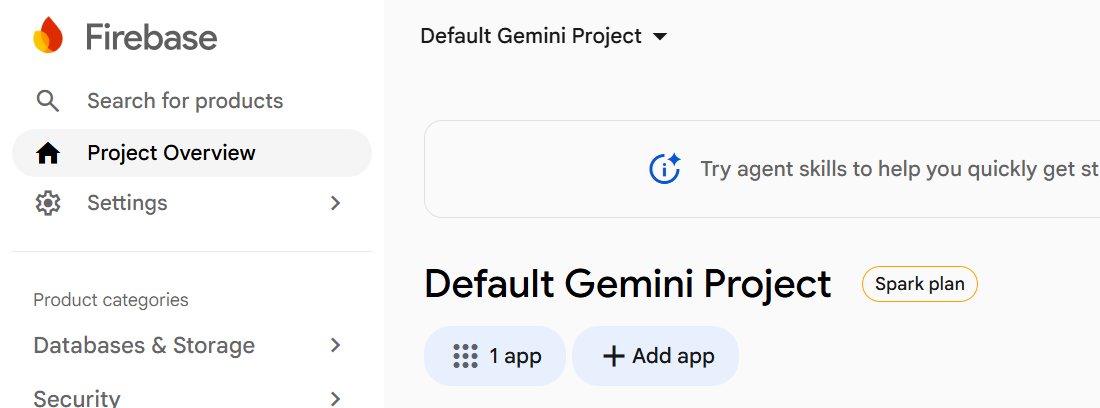 Firebase
Default Gemini Project
Search for products
Project Overview
Try agent skills to help you quickly get st
Settings
Default Gemini Project
Spark plan
Product categories
1 app
Add app
Databases & Storage
Security